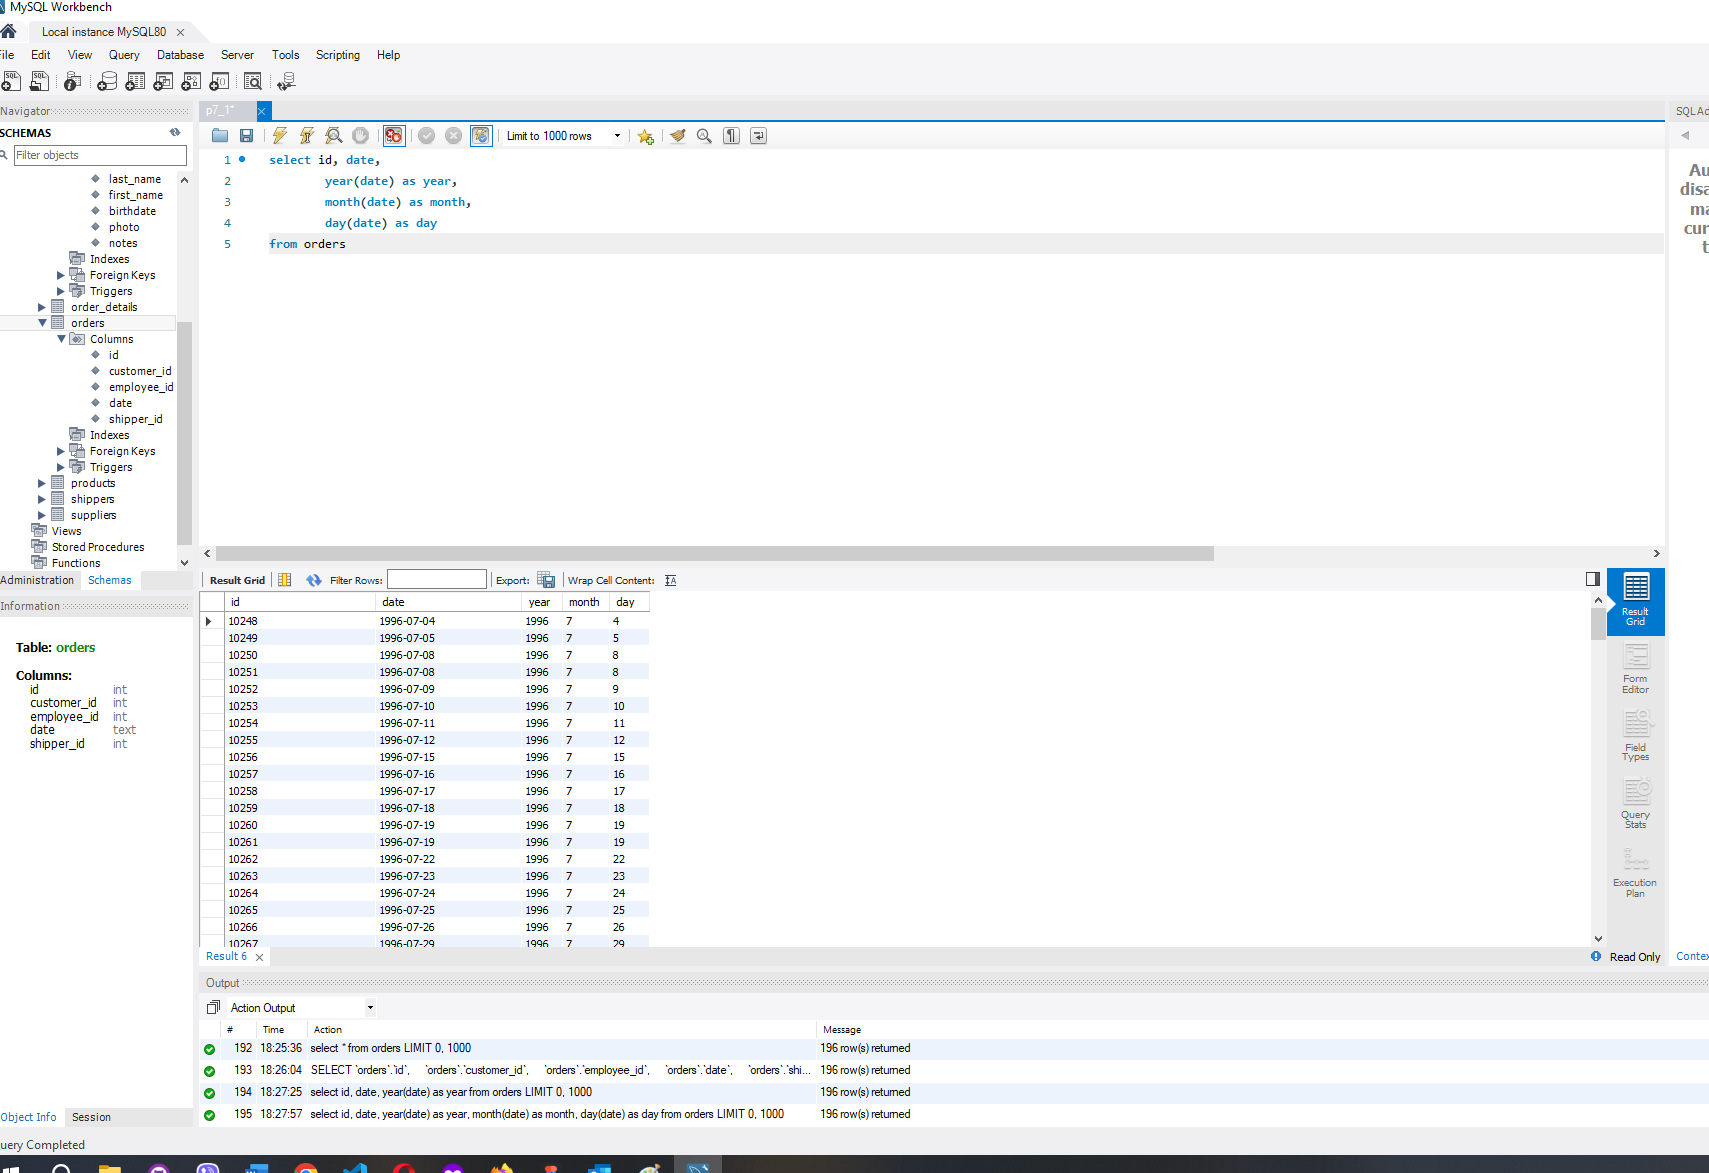 MySQL Workbench
Local instance MySQL80
File Edit View Query Database Server Tools Scripting Help
Navigator
SCHEMAS
Filter objects
last_name
first_name
birthdate
photo
notes
Indexes
Foreign Keys
Triggers
order_details
orders
Columns
id
customer_id
employee_id
date
shipper_id
Indexes
Foreign Keys
Triggers
products
shippers
suppliers
Views
Stored Procedures
Functions
Administration Schemas
Information
Table: orders
Columns:
id int
customer_id int
employee_id int
date text
shipper_id int
Object Info Session
p7_1*
Limit to 1000 rows
1 select id, date,
2 year(date) as year,
3 month(date) as month,
4 day(date) as day
5 from orders
Result Grid Filter Rows: Export: Wrap Cell Content:
id date year month day
10248 1996-07-04 1996 7 4
10249 1996-07-05 1996 7 5
10250 1996-07-08 1996 7 8
10251 1996-07-08 1996 7 8
10252 1996-07-09 1996 7 9
10253 1996-07-10 1996 7 10
10254 1996-07-11 1996 7 11
10255 1996-07-12 1996 7 12
10256 1996-07-15 1996 7 15
10257 1996-07-16 1996 7 16
10258 1996-07-17 1996 7 17
10259 1996-07-18 1996 7 18
10260 1996-07-19 1996 7 19
10261 1996-07-19 1996 7 19
10262 1996-07-22 1996 7 22
10263 1996-07-23 1996 7 23
10264 1996-07-24 1996 7 24
10265 1996-07-25 1996 7 25
10266 1996-07-26 1996 7 26
10267 1996-07-29 1996 7 29
Result 6
Read Only
Result
Grid
Form
Editor
Field
Types
Query
Stats
Execution
Plan
SQLAd
Au
disa
ma
cur
t
Contex
Output
Action Output
# Time Action Message
192 18:25:36 select * from orders LIMIT 0, 1000 196 row(s) returned
193 18:26:04 SELECT `orders`.`id`, `orders`.`customer_id`, `orders`.`employee_id`, `orders`.`date`, `orders`.`shi... 196 row(s) returned
194 18:27:25 select id, date, year(date) as year from orders LIMIT 0, 1000 196 row(s) returned
195 18:27:57 select id, date, year(date) as year, month(date) as month, day(date) as day from orders LIMIT 0, 1000 196 row(s) returned
uery Completed